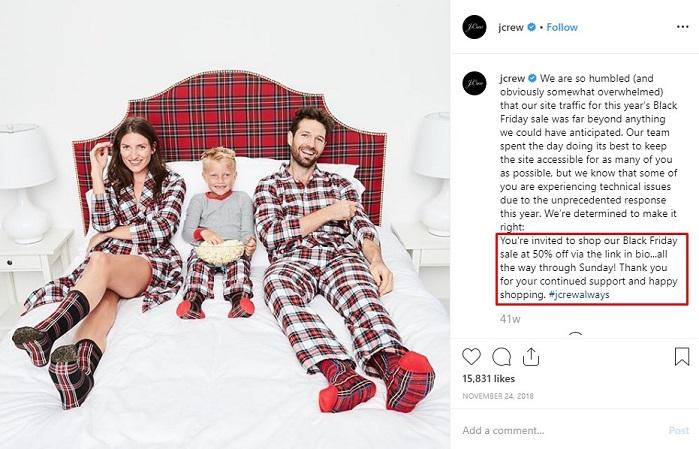 jcrew • Follow
jcrew We are so humbled (and
obviously somewhat overwhelmed)
that our site traffic for this year's Black
Friday sale was far beyond anything
we could have anticipated. Our team
spent the day doing its best to keep
the site accessible for as many of you
as possible, but we know that some of
you are experiencing technical issues
due to the unprecedented response
this year. We're determined to make it
right:
You're invited to shop our Black Friday
sale at 50% off via the link in bio...all
the way through Sunday! Thank you
for your continued support and happy
shopping. #jcrewalways
41w
15,831 likes
NOVEMBER 24, 2018
Add a comment...
Post